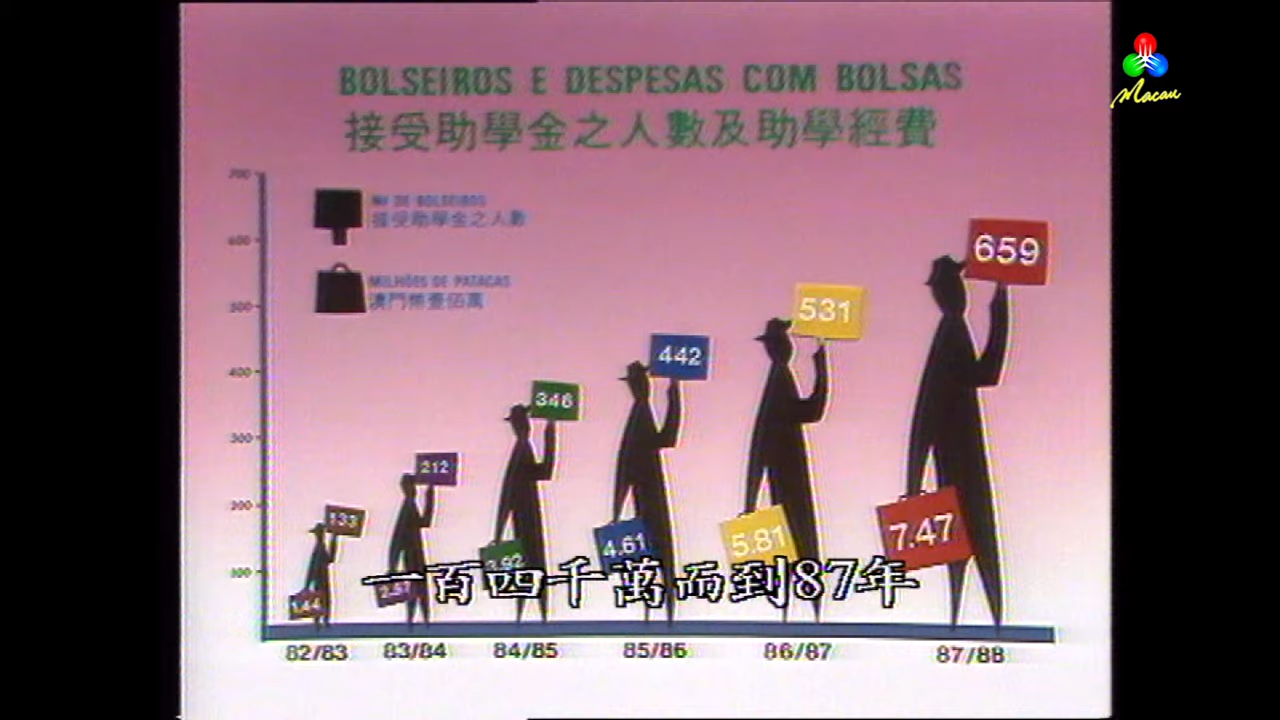 Macau
BOLSEIROS E DESPESAS COM BOLSAS
接受助學金之人數及助學經費
700
600
500
400
300
200
100
Nº DE BOLSEIROS
接受助學金之人數
MILHÕES DE PATACAS
澳門幣壹佰萬
133
212
346
442
531
659
1.44
4.61
5.81
7.47
一百四千萬而到87年
82/83
83/84
84/85
85/86
86/87
87/88